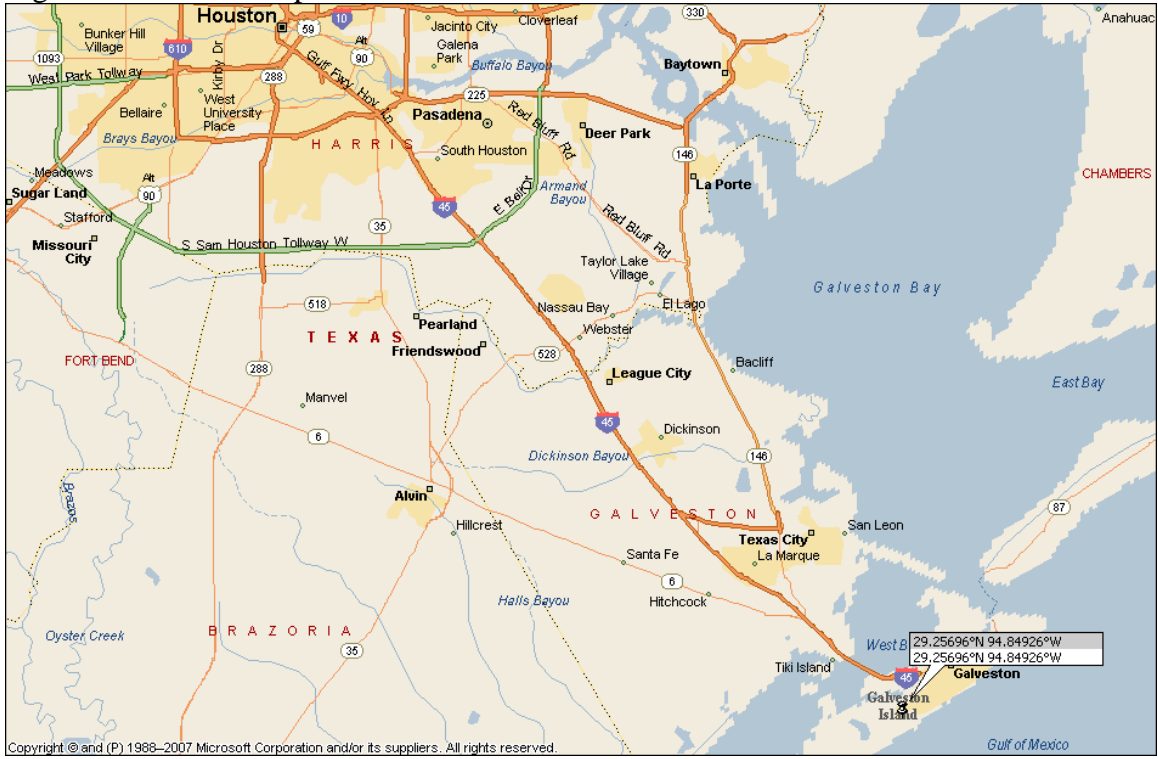 Houston
10
Jacinto City
Cloverleaf
330
Anahuac
Bunker Hill
Village
610
59
Alt
90
Galena
Park
1093
Kirby Dr
Buffalo Bayou
Baytown
West Park Tollway
288
Gulf Fwy Hov Ln
225
Bellaire
West
University
Place
Pasadena
Red Bluff Rd
Deer Park
Brays Bayou
HARRIS
South Houston
146
Meadows
Alt
90
Armand
Bayou
La Porte
CHAMBERS
Sugar Land
45
E Belt Dr
Stafford
35
Red Bluff Rd
Missouri
City
S Sam Houston Tollway W
Taylor Lake
Village
Galveston Bay
518
Nassau Bay
El Lago
Pearland
TEXAS
Webster
Friendswood
528
FORT BEND
288
League City
Bacliff
East Bay
Manvel
45
6
Dickinson
Dickinson Bayou
146
Brazos
Alvin
87
GALVESTON
Hillcrest
San Leon
Texas City
Santa Fe
La Marque
6
Halls Bayou
Hitchcock
Oyster Creek
BRAZORIA
35
West B
29.25696°N 94.84926°W
29.25696°N 94.84926°W
Tiki Island
45
Galveston
Galveston
Island
Gulf of Mexico
Copyright © and (P) 1988–2007 Microsoft Corporation and/or its suppliers. All rights reserved.